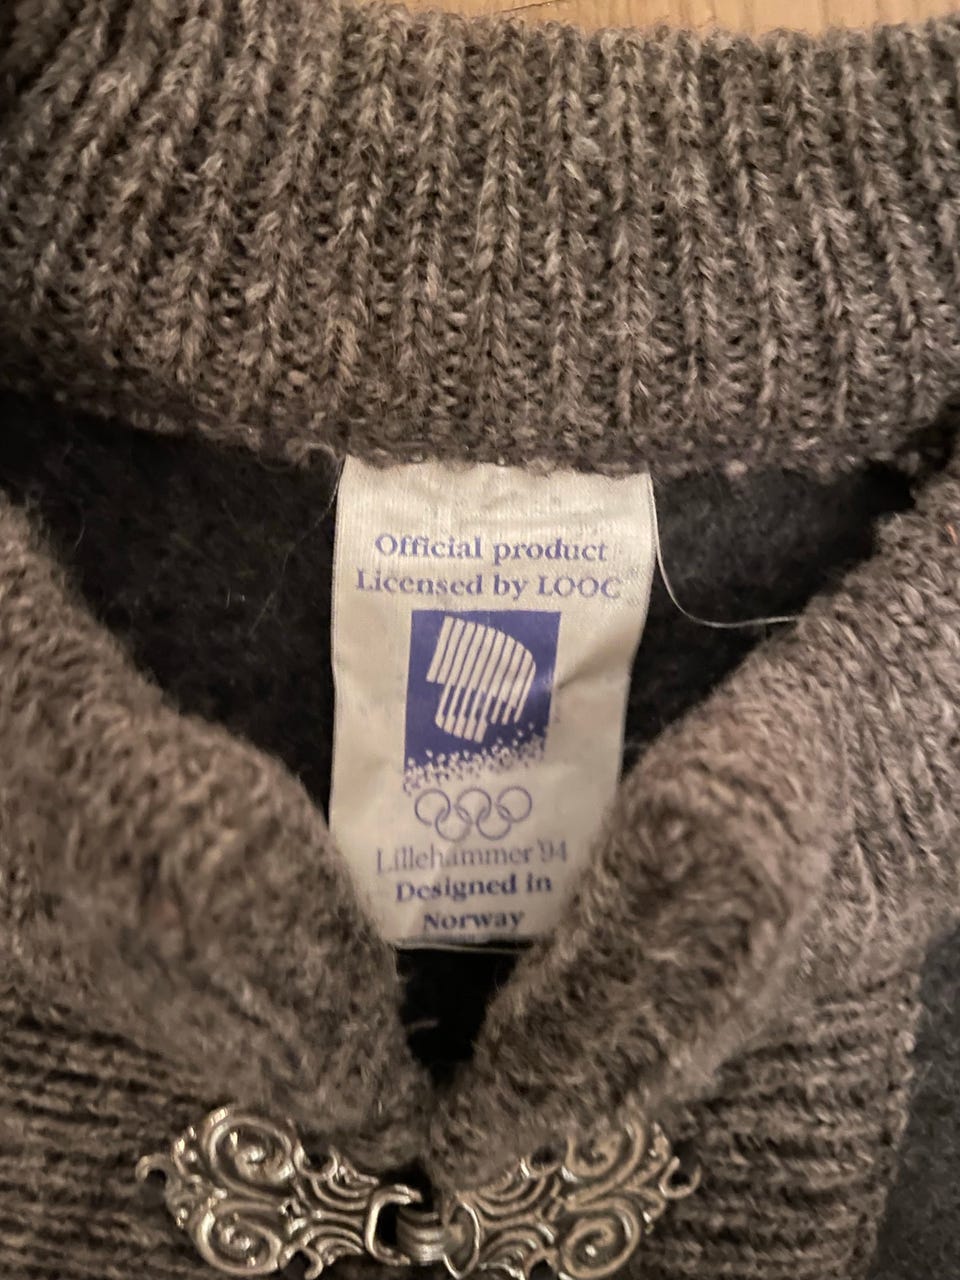 Official product
Licensed by LOOC
Lillehammer '94
Designed in
Norway